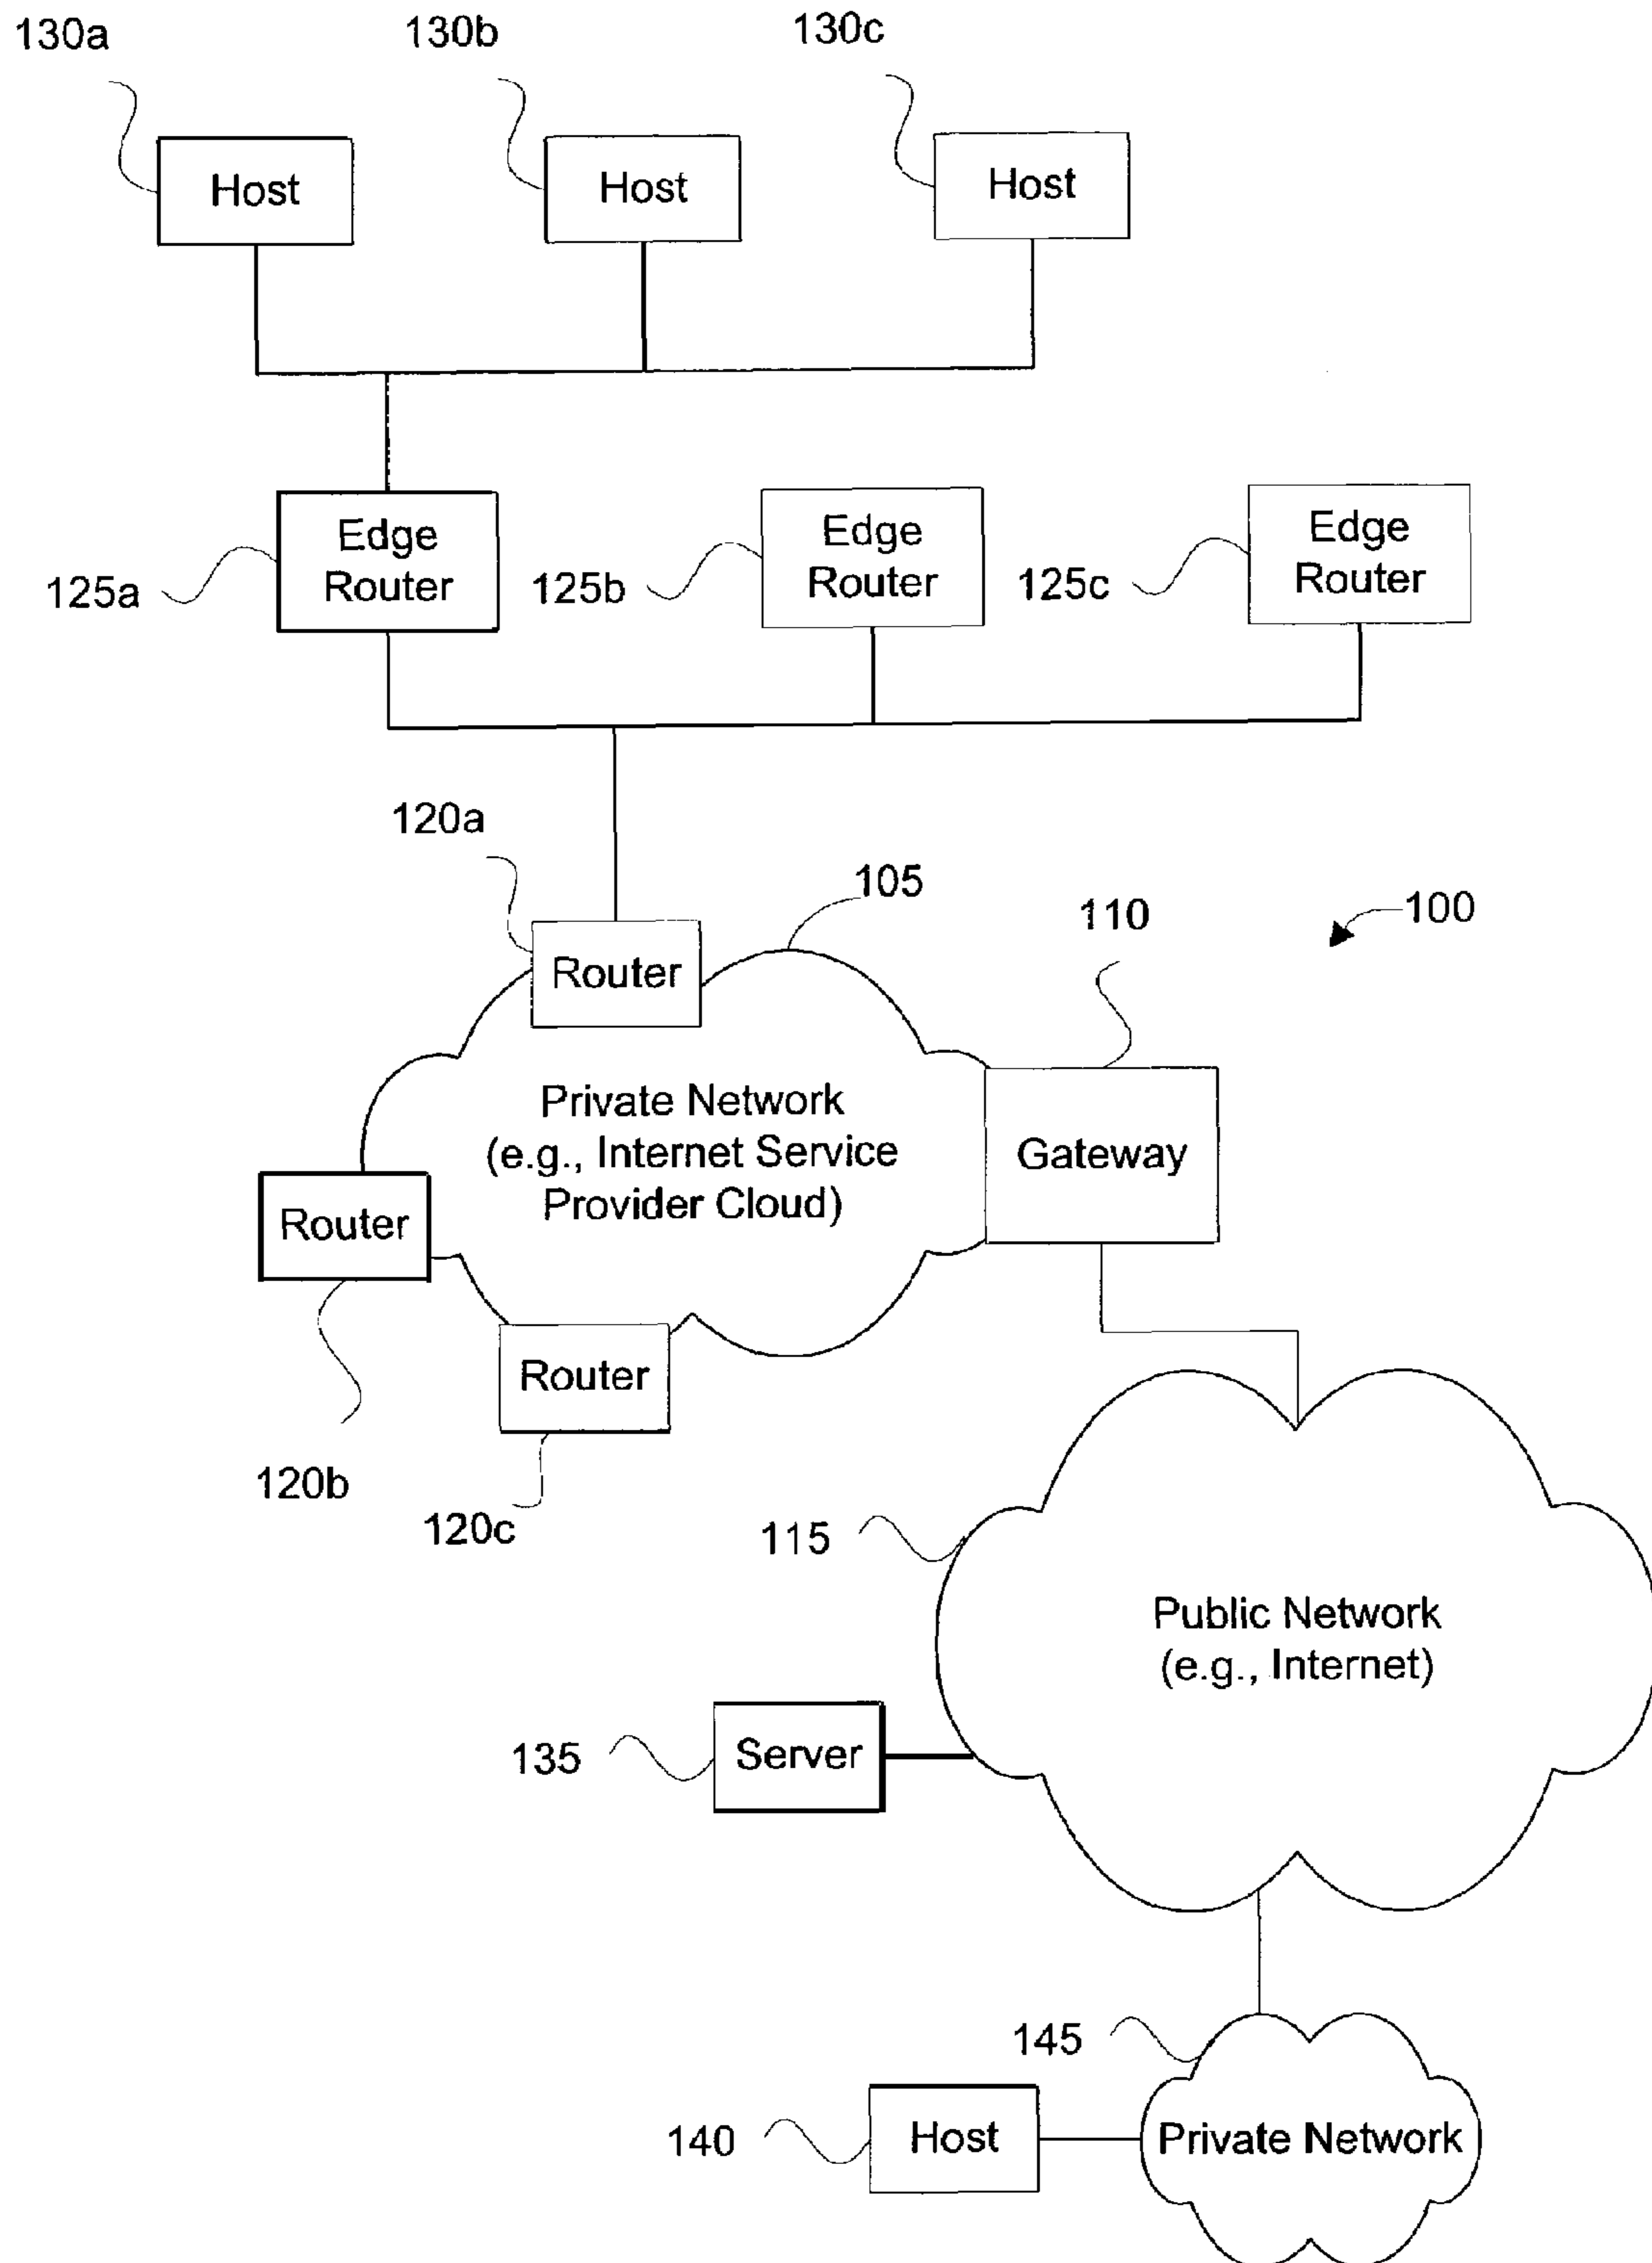 130a
130b
130c
Host
Host
Host
Edge
Router
Edge
Router
Edge
Router
125a
125b
125c
120a
105
110
100
Router
Private Network
(e.g., Internet Service
Provider Cloud)
Gateway
Router
Router
120b
120c
115
Public Network
(e.g., Internet)
135
Server
145
140
Host
Private Network